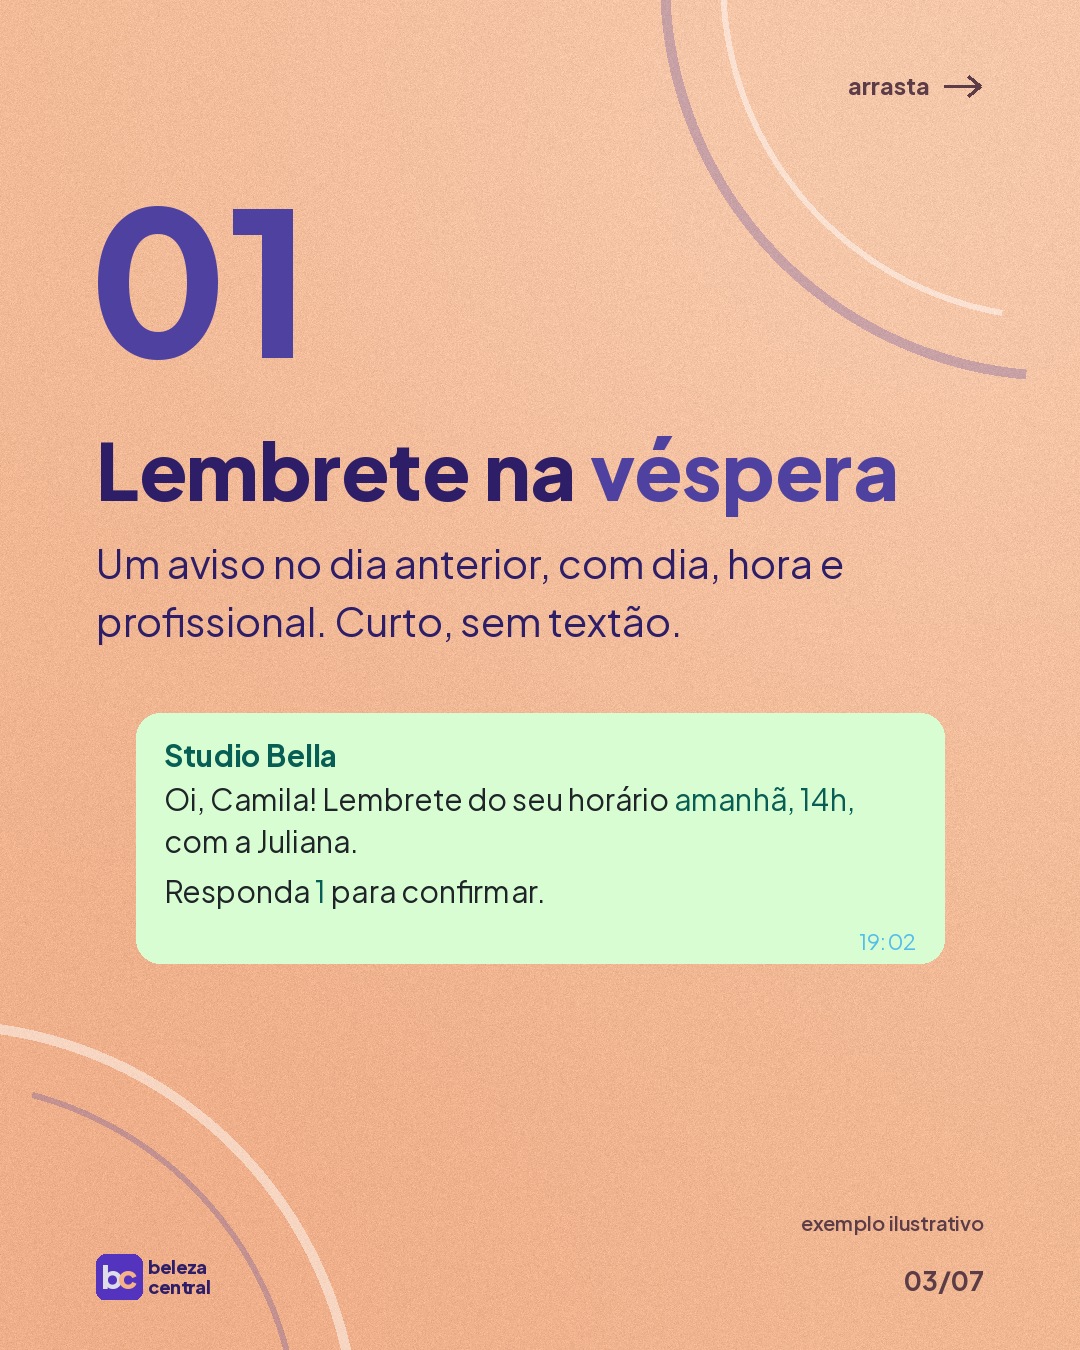 arrasta →
01
Lembrete na véspera
Um aviso no dia anterior, com dia, hora e
profissional. Curto, sem textão.
Studio Bella
Oi, Camila! Lembrete do seu horário amanhã, 14h,
com a Juliana.
Responda 1 para confirmar.
19:02
exemplo ilustrativo
bc beleza
central
03/07